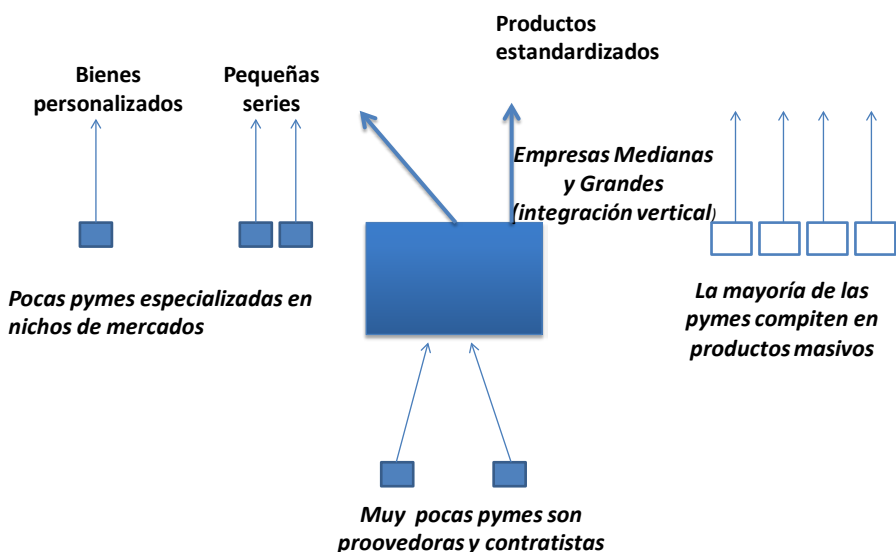 Productos
estandardizados
Bienes
personalizados
Pequeñas
series
Empresas Medianas
y Grandes
(integración vertical)
Pocas pymes especializadas en
nichos de mercados
La mayoría de las
pymes compiten en
productos masivos
Muy pocas pymes son
proovedoras y contratistas